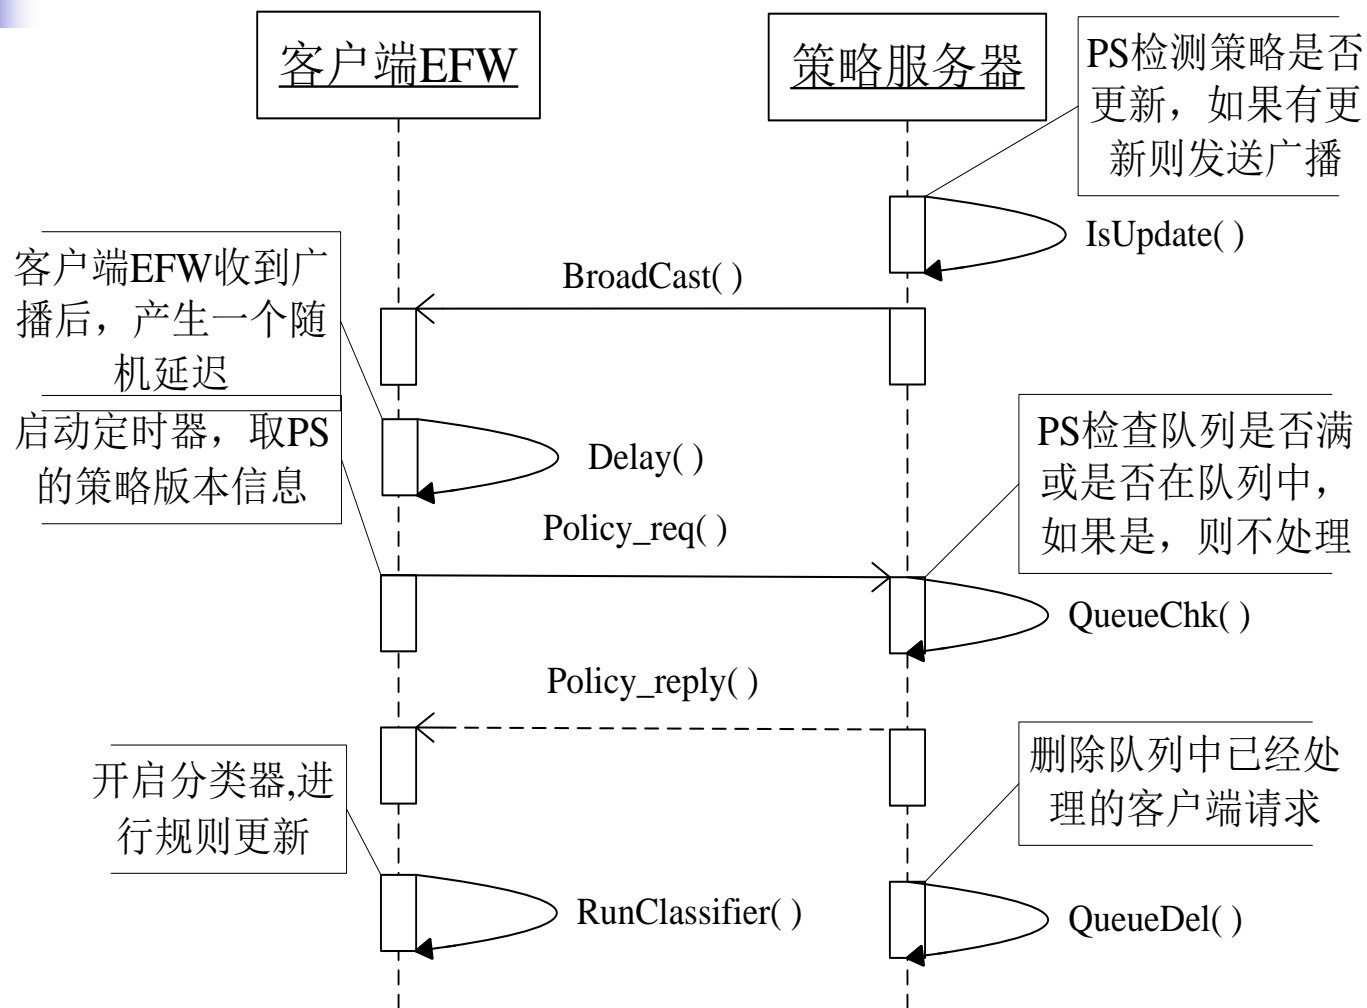 客户端EFW
策略服务器
PS检测策略是否
更新，如果有更
新则发送广播
IsUpdate( )
客户端EFW收到广
播后，产生一个随
机延迟
BroadCast( )
启动定时器，取PS
的策略版本信息
Delay( )
PS检查队列是否满
或是否在队列中，
如果是，则不处理
Policy_req( )
QueueChk( )
Policy_reply( )
开启分类器,进
行规则更新
删除队列中已经处
理的客户端请求
RunClassifier( )
QueueDel( )